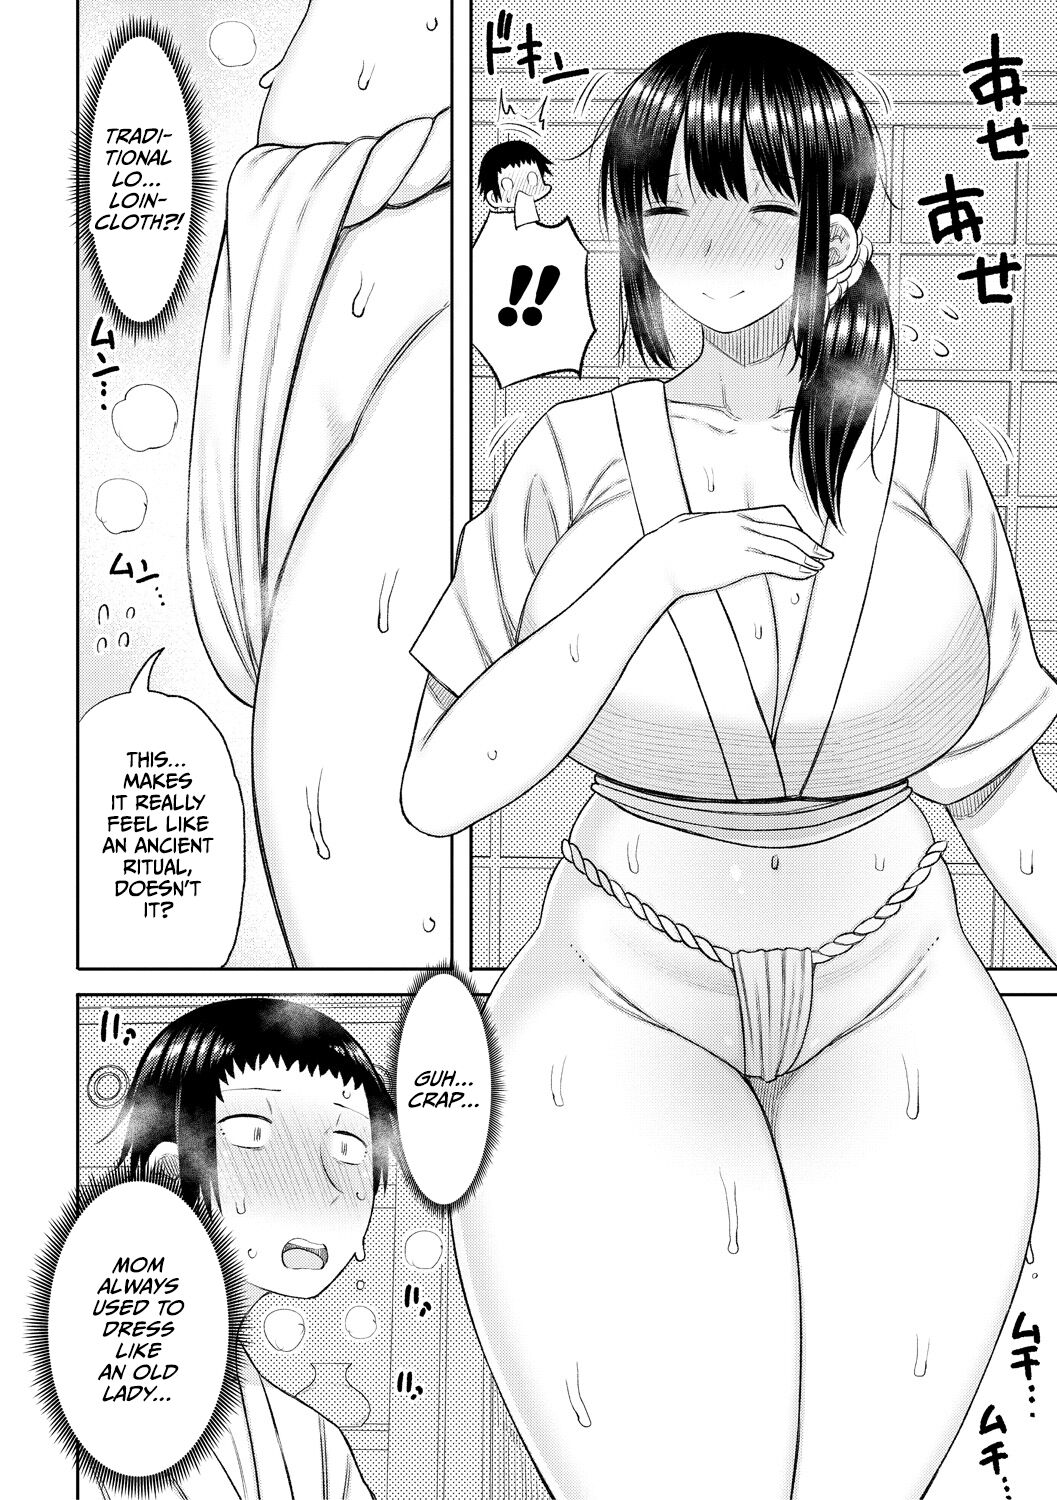 あせ
あせ
ドキン
!!
TRADI-
TIONAL
LO...
LOIN-
CLOTH?!
ムン...
ムン...
THIS...
MAKES
IT REALLY
FEEL LIKE
AN ANCIENT
RITUAL,
DOESN'T
IT?
GUH...
CRAP...
MOM
ALWAYS
USED TO
DRESS
LIKE
AN OLD
LADY...
ムチ...
ムチ...